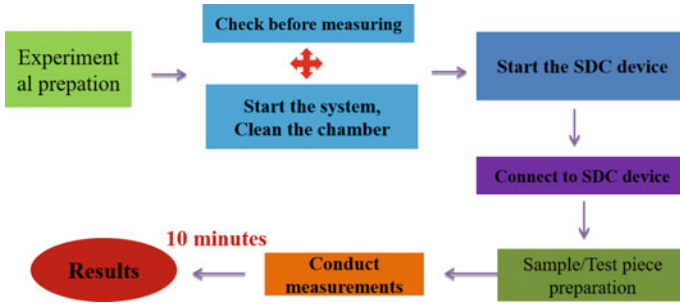 Experiment
al prepation
Check before measuring
Start the system,
Clean the chamber
Start the SDC device
Connect to SDC device
Sample/Test piece
preparation
Conduct
measurements
10 minutes
Results